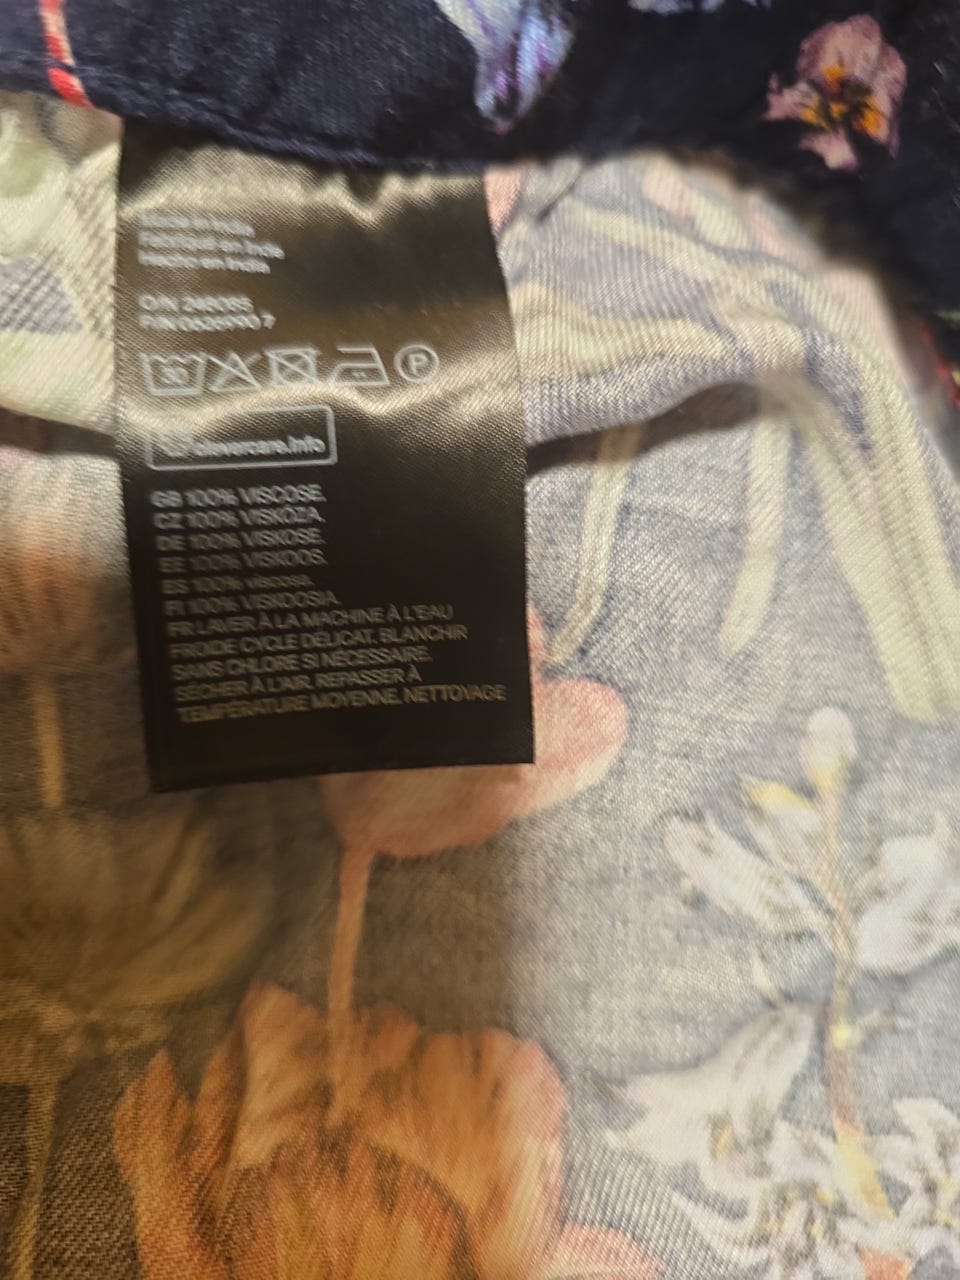 Made in India
Fabriqué en Inde
Hecho en India
O/N 246085
P
clevercare.info
GB 100% VISCOSE.
CZ 100% VISKÓZA.
DE 100% VISKOSE.
EE 100% VISKOOS.
ES 100% viscosa.
FI 100% VISKOOSIA.
FR LAVER À LA MACHINE À L'EAU
FROIDE CYCLE DÉLICAT. BLANCHIR
SANS CHLORE SI NÉCESSAIRE.
SÉCHER À L'AIR. REPASSER À
TEMPÉRATURE MOYENNE. NETTOYAGE